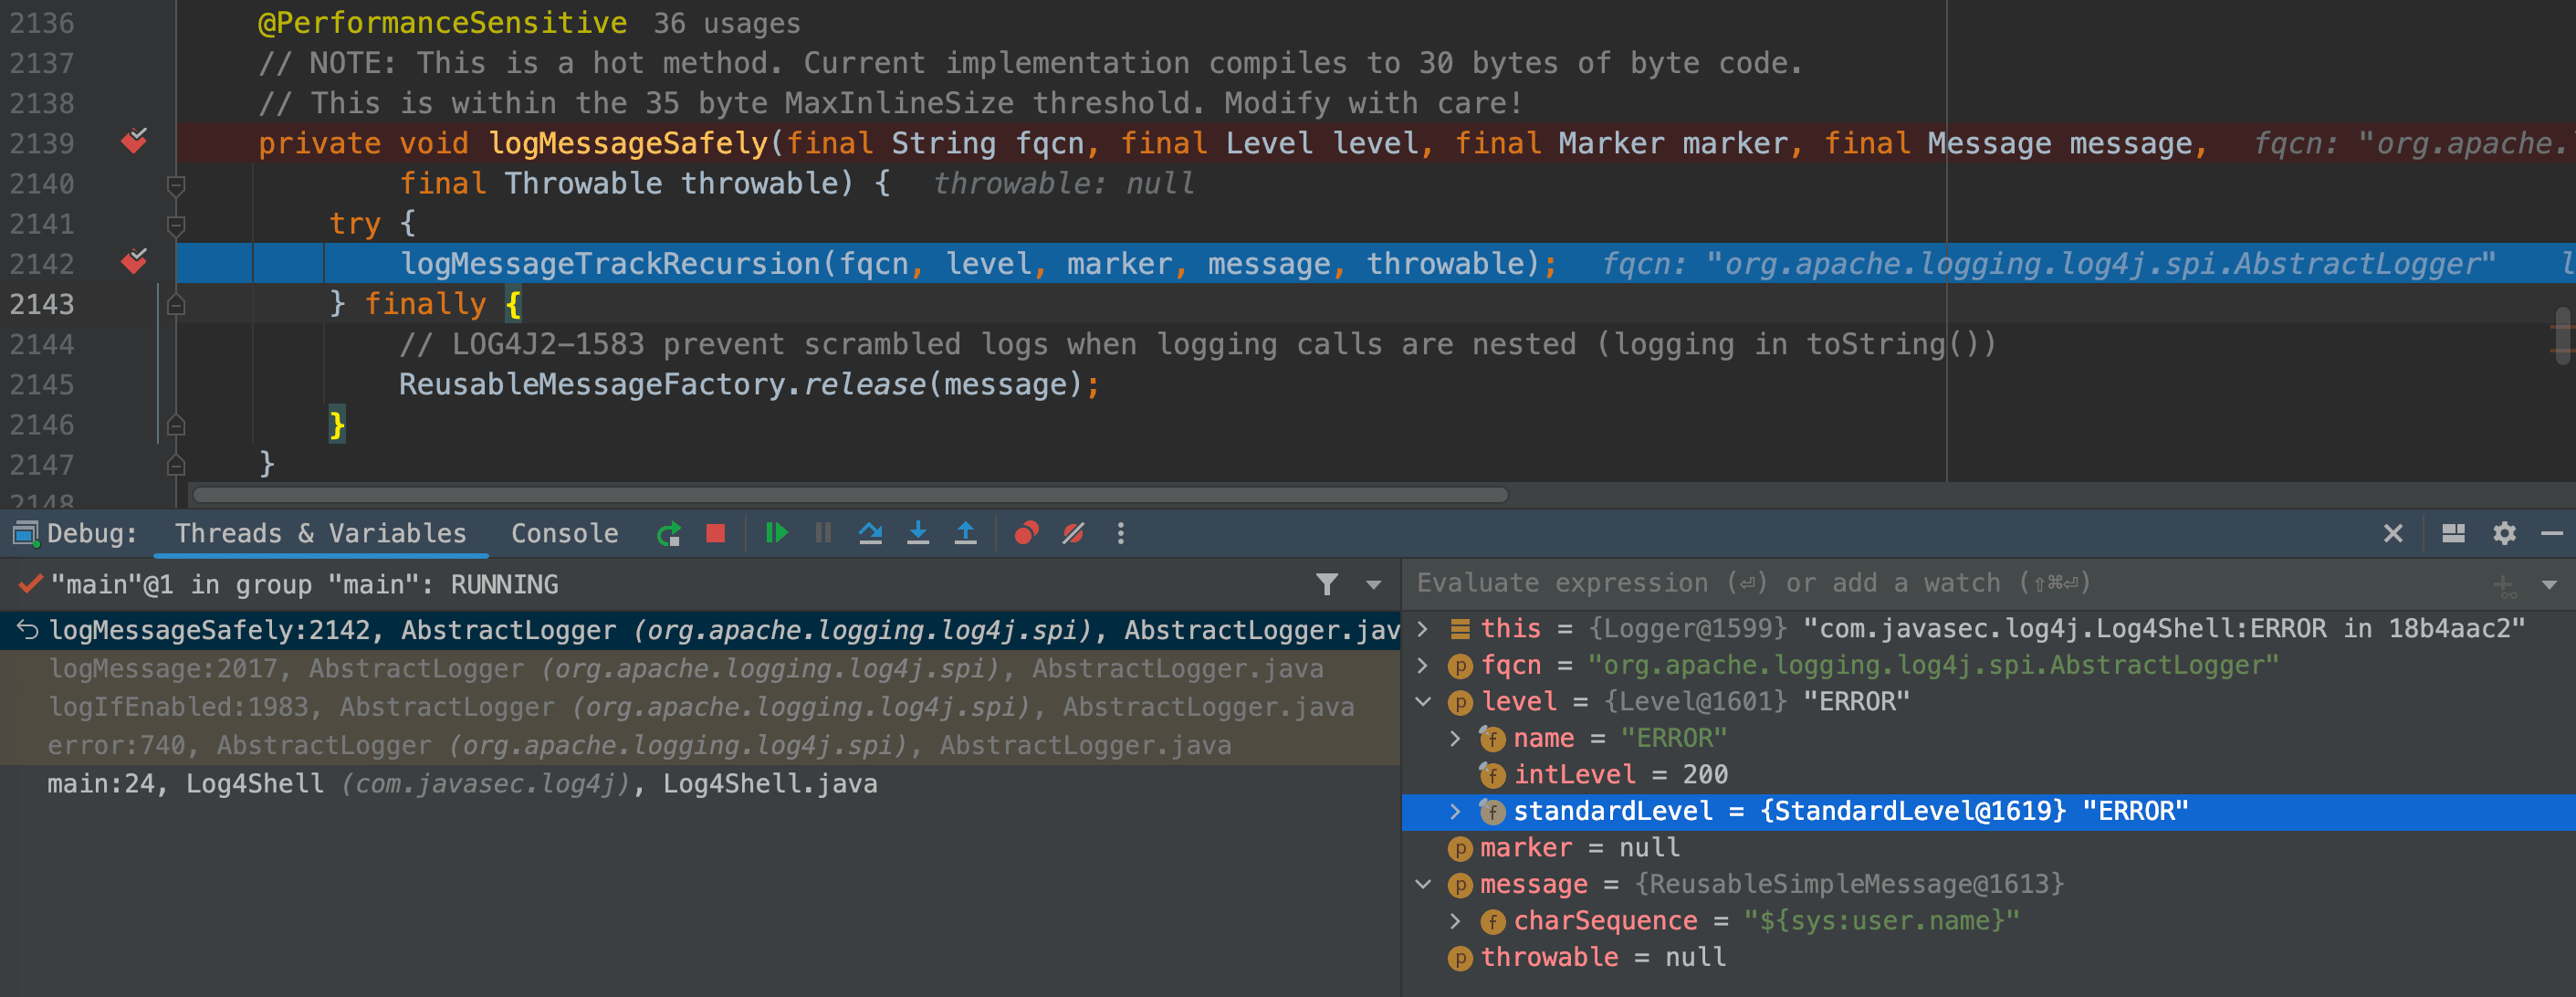 2136 @PerformanceSensitive 36 usages
2137 // NOTE: This is a hot method. Current implementation compiles to 30 bytes of byte code.
2138 // This is within the 35 byte MaxInlineSize threshold. Modify with care!
2139 private void logMessageSafely(final String fqcn, final Level level, final Marker marker, final Message message, fqcn: "org.apache.
2140 final Throwable throwable) { throwable: null
2141 try {
2142 logMessageTrackRecursion(fqcn, level, marker, message, throwable); fqcn: "org.apache.logging.log4j.spi.AbstractLogger" l
2143 } finally {
2144 // LOG4J2-1583 prevent scrambled logs when logging calls are nested (logging in toString())
2145 ReusableMessageFactory.release(message);
2146 }
2147 }
2148
Debug: Threads & Variables Console
"main"@1 in group "main": RUNNING
logMessageSafely:2142, AbstractLogger (org.apache.logging.log4j.spi), AbstractLogger.jav
logMessage:2017, AbstractLogger (org.apache.logging.log4j.spi), AbstractLogger.java
logIfEnabled:1983, AbstractLogger (org.apache.logging.log4j.spi), AbstractLogger.java
error:740, AbstractLogger (org.apache.logging.log4j.spi), AbstractLogger.java
main:24, Log4Shell (com.javasec.log4j), Log4Shell.java
Evaluate expression (⏎) or add a watch (⇧⌘⏎)
this = {Logger@1599} "com.javasec.log4j.Log4Shell:ERROR in 18b4aac2"
p fqcn = "org.apache.logging.log4j.spi.AbstractLogger"
p level = {Level@1601} "ERROR"
f name = "ERROR"
f intLevel = 200
f standardLevel = {StandardLevel@1619} "ERROR"
p marker = null
p message = {ReusableSimpleMessage@1613}
f charSequence = "${sys:user.name}"
p throwable = null